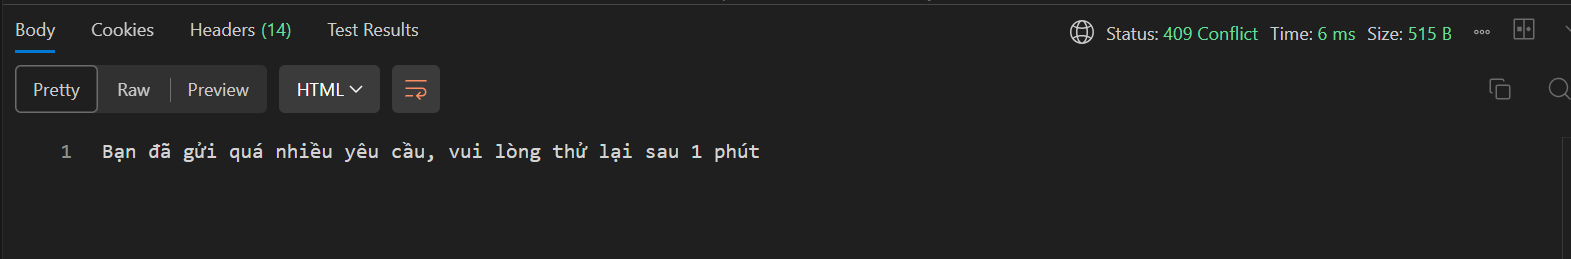 Body Cookies Headers (14) Test Results Status: 409 Conflict Time: 6 ms Size: 515 B
Pretty Raw Preview HTML
1 Bạn đã gửi quá nhiều yêu cầu, vui lòng thử lại sau 1 phút